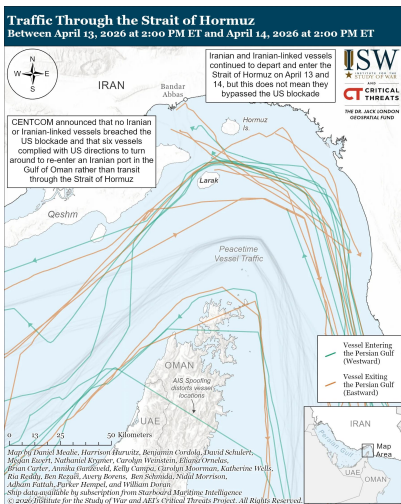 Traffic Through the Strait of Hormuz
Between April 13, 2026 at 2:00 PM ET and April 14, 2026 at 2:00 PM ET
N
W E
S
IRAN
Bandar
Abbas
Iranian and Iranian-linked vessels
continued to depart and enter the
Strait of Hormuz on April 13 and
14, but this does not mean they
bypassed the US blockade
ISW
INSTITUTE FOR THE
STUDY OF WAR
AND
CT CRITICAL
THREATS
THE DR. JACK LONDON
GEOSPATIAL FUND
CENTCOM announced that no Iranian
or Iranian-linked vessels breached the
US blockade and that six vessels
complied with US directions to turn
around to re-enter an Iranian port in the
Gulf of Oman rather than transit
through the Strait of Hormuz
Hormuz
Is.
Larak
Qeshm
Peacetime
Vessel Traffic
OMAN
AIS Spoofing
distorts vessel
locations
UAE
Vessel Entering
the Persian Gulf
(Westward)
Vessel Exiting
the Persian Gulf
(Eastward)
0 13 25 50 Kilometers
IRAN
Persian Gulf
Map
Area
UAE
OMAN
Map by Daniel Mealie, Harrison Hurwitz, Benjamin Cordola, David Schulert,
Megan Ewert, Nathaniel Kramer, Carolyn Weinstein, Eliana Ornelas,
Brian Carter, Annika Ganzeveld, Kelly Campa, Carolyn Moorman, Katherine Wells,
Ria Reddy, Ben Rezaei, Avery Borens, Ben Schmida, Nidal Morrison,
Adham Fattah, Parker Hempel, and William Doran
Ship data available by subscription from Starboard Maritime Intelligence
© 2026 Institute for the Study of War and AEI's Critical Threats Project. All Rights Reserved